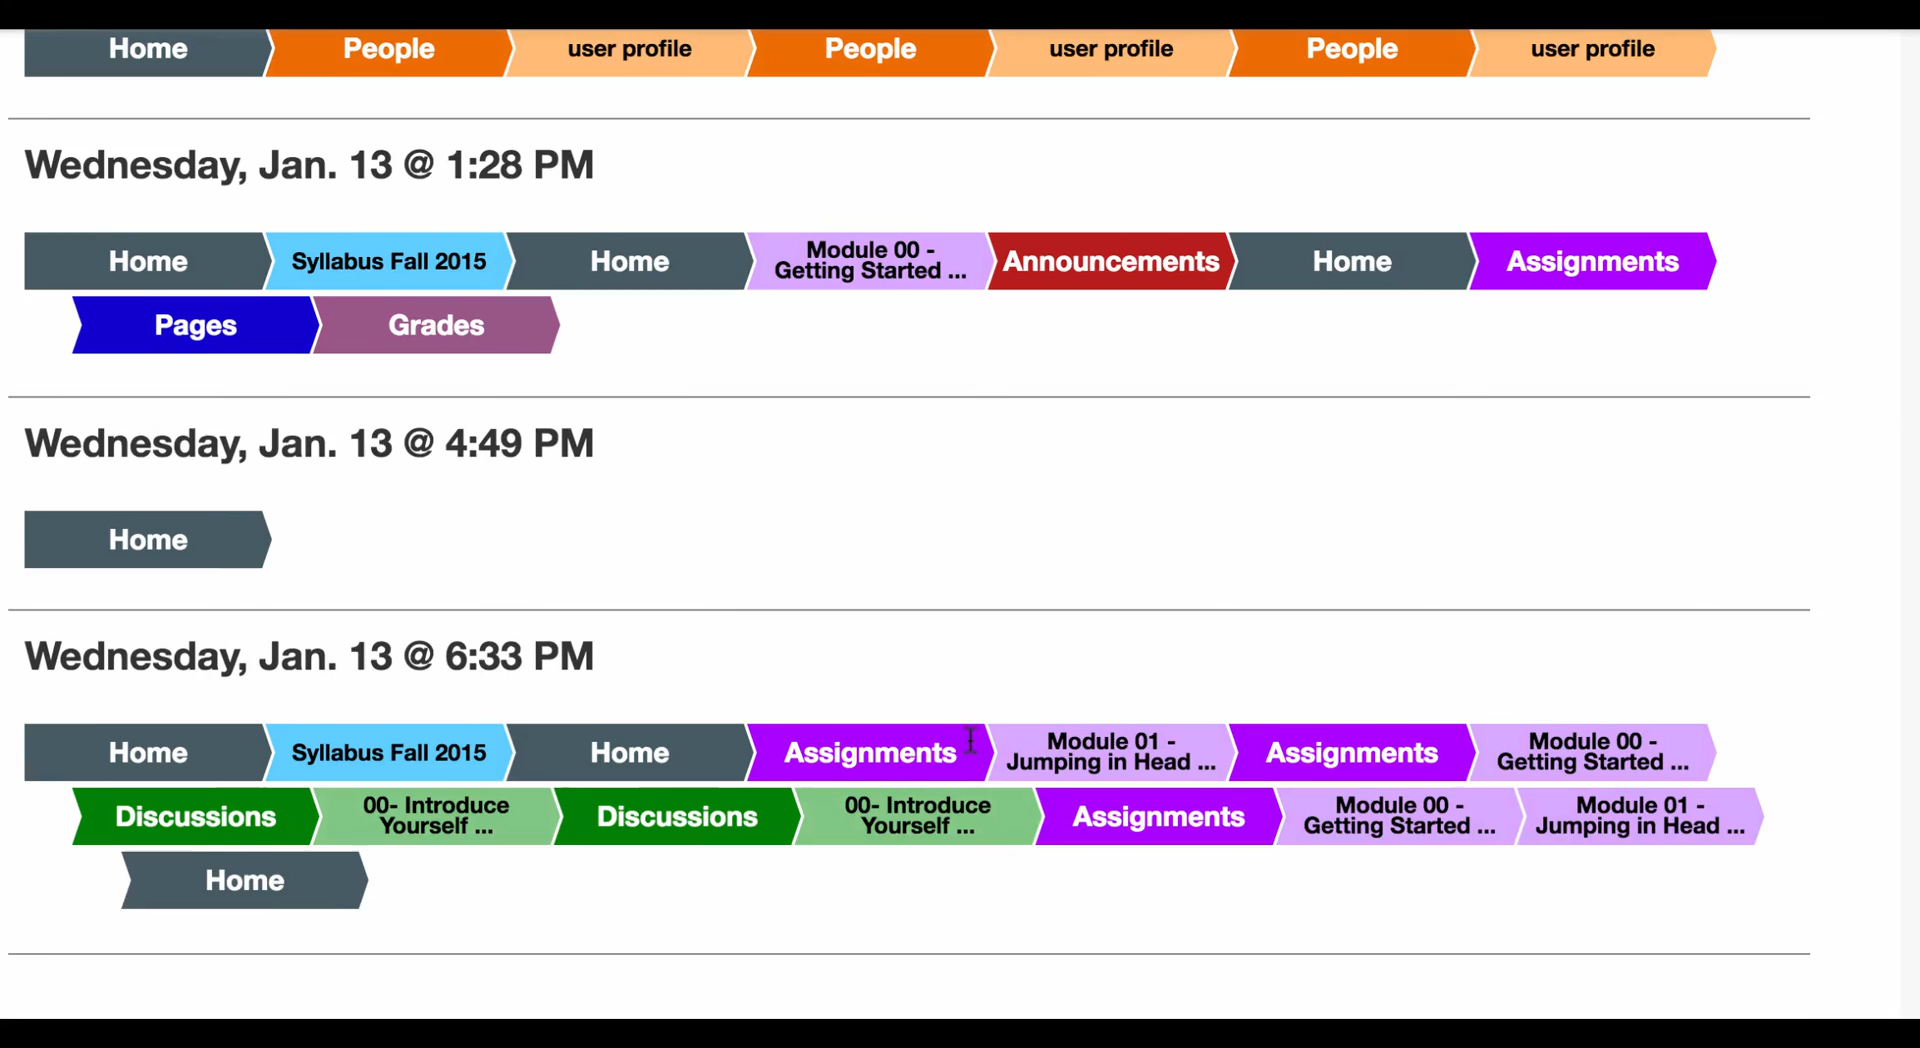 Home People user profile People user profile People user profile
Wednesday, Jan. 13 @ 1:28 PM
Home Syllabus Fall 2015 Home Module 00 -
Getting Started ... Announcements Home Assignments
Pages Grades
Wednesday, Jan. 13 @ 4:49 PM
Home
Wednesday, Jan. 13 @ 6:33 PM
Home Syllabus Fall 2015 Home Assignments Module 01 -
Jumping in Head ... Assignments Module 00 -
Getting Started ...
Discussions 00- Introduce
Yourself ... Discussions 00- Introduce
Yourself ... Assignments Module 00 -
Getting Started ... Module 01 -
Jumping in Head ...
Home